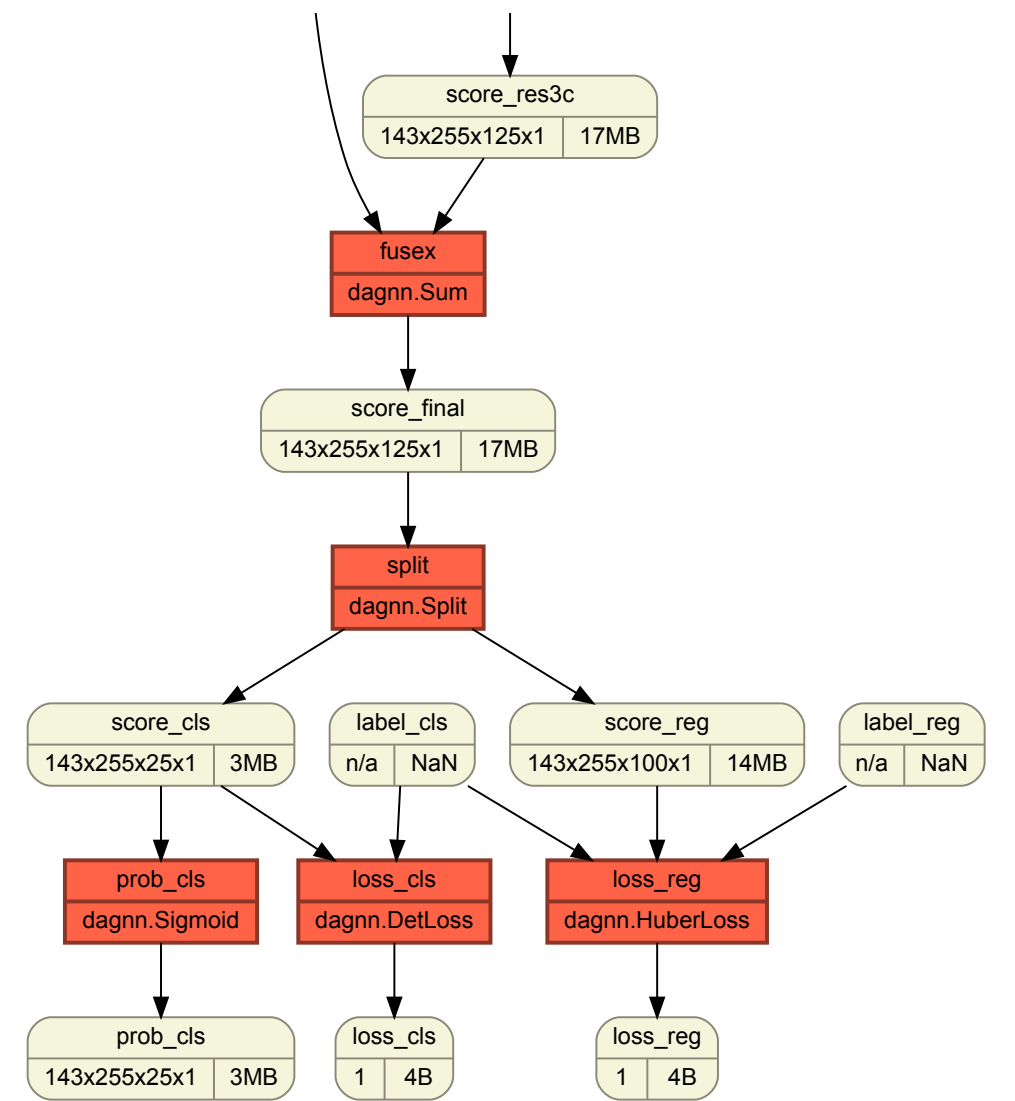 score_res3c
143x255x125x1 17MB
fusex
dagnn.Sum
score_final
143x255x125x1 17MB
split
dagnn.Split
score_cls label_cls score_reg label_reg
143x255x25x1 3MB n/a NaN 143x255x100x1 14MB n/a NaN
prob_cls loss_cls loss_reg
dagnn.Sigmoid dagnn.DetLoss dagnn.HuberLoss
prob_cls loss_cls loss_reg
143x255x25x1 3MB 1 4B 1 4B